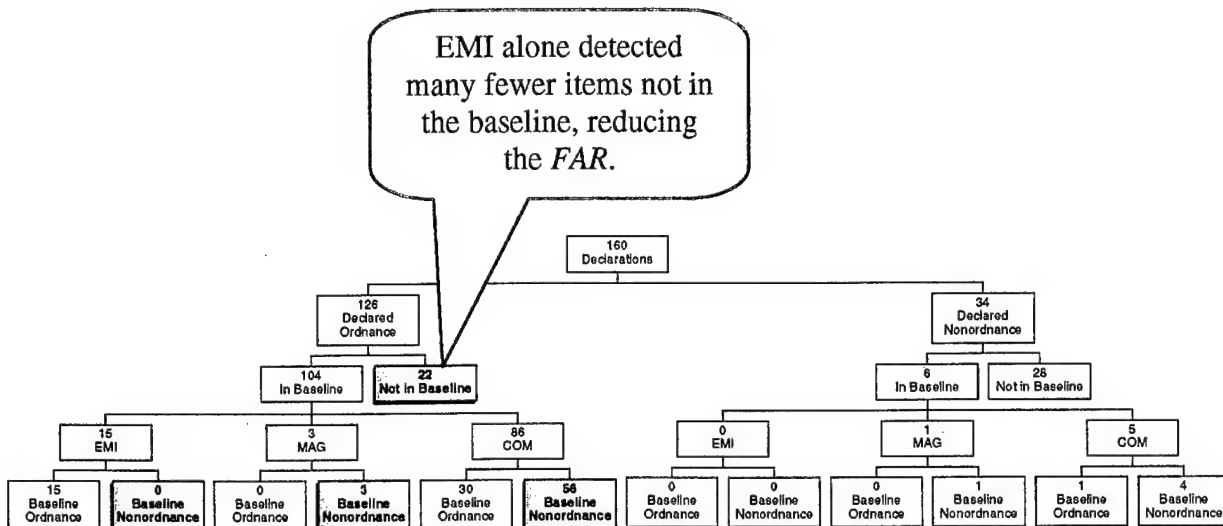 EMI alone detected
many fewer items not in
the baseline, reducing
the FAR.
160
Declarations
126
Declared
Ordnance
34
Declared
Nonordnance
104
In Baseline
22
Not in Baseline
6
In Baseline
28
Not in Baseline
15
EMI
3
MAG
86
COM
0
EMI
1
MAG
5
COM
15
Baseline
Ordnance
0
Baseline
Nonordnance
0
Baseline
Ordnance
3
Baseline
Nonordnance
30
Baseline
Ordnance
56
Baseline
Nonordnance
0
Baseline
Ordnance
0
Baseline
Nonordnance
0
Baseline
Ordnance
1
Baseline
Nonordnance
1
Baseline
Ordnance
4
Baseline
Nonordnance